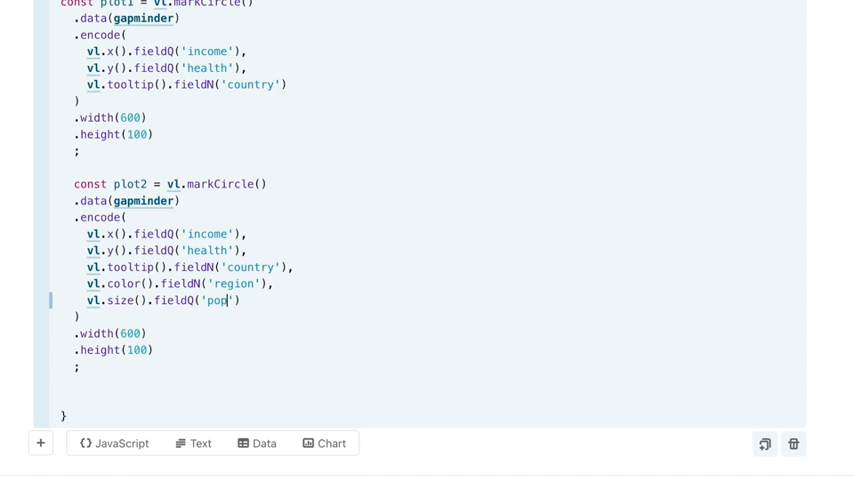 const plot1 = vl.markCircle()
.data(gapminder)
.encode(
vl.x().fieldQ('income'),
vl.y().fieldQ('health'),
vl.tooltip().fieldN('country')
)
.width(600)
.height(100)
;
const plot2 = vl.markCircle()
.data(gapminder)
.encode(
vl.x().fieldQ('income'),
vl.y().fieldQ('health'),
vl.tooltip().fieldN('country'),
vl.color().fieldN('region'),
vl.size().fieldQ('pop')
)
.width(600)
.height(100)
;
}
+ {} JavaScript Text Data Chart